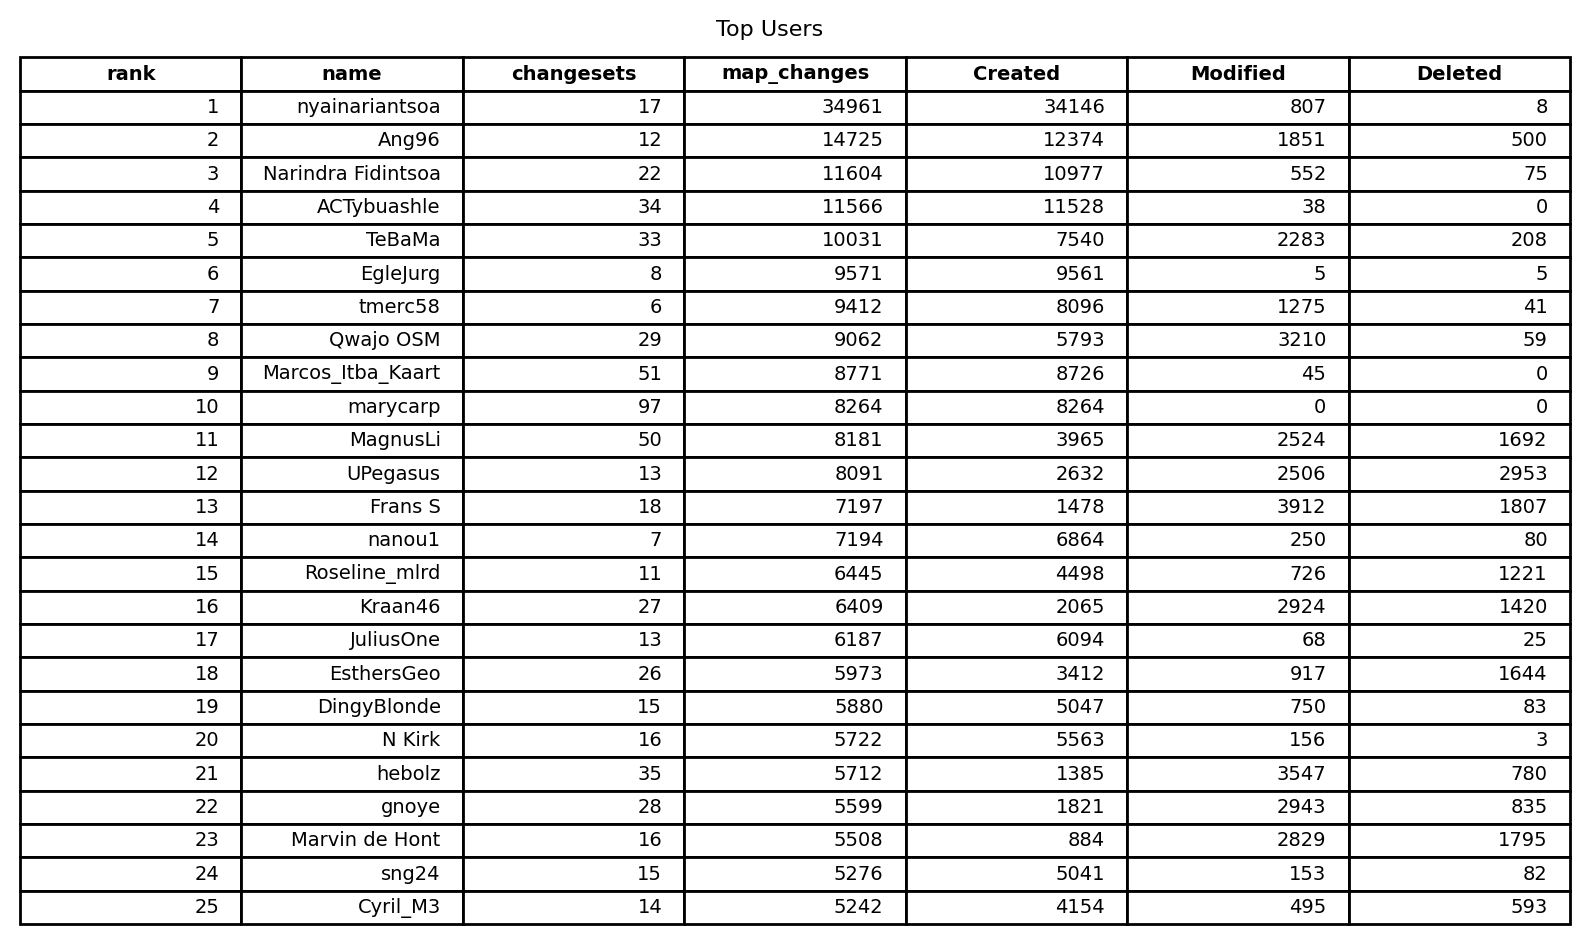 Top Users
rank name changesets map_changes Created Modified Deleted
1 nyainariantsoa 17 34961 34146 807 8
2 Ang96 12 14725 12374 1851 500
3 Narindra Fidintsoa 22 11604 10977 552 75
4 ACTybuashle 34 11566 11528 38 0
5 TeBaMa 33 10031 7540 2283 208
6 EgleJurg 8 9571 9561 5 5
7 tmerc58 6 9412 8096 1275 41
8 Qwajo OSM 29 9062 5793 3210 59
9 Marcos_Itba_Kaart 51 8771 8726 45 0
10 marycarp 97 8264 8264 0 0
11 MagnusLi 50 8181 3965 2524 1692
12 UPegasus 13 8091 2632 2506 2953
13 Frans S 18 7197 1478 3912 1807
14 nanou1 7 7194 6864 250 80
15 Roseline_mlrd 11 6445 4498 726 1221
16 Kraan46 27 6409 2065 2924 1420
17 JuliusOne 13 6187 6094 68 25
18 EsthersGeo 26 5973 3412 917 1644
19 DingyBlonde 15 5880 5047 750 83
20 N Kirk 16 5722 5563 156 3
21 hebolz 35 5712 1385 3547 780
22 gnoye 28 5599 1821 2943 835
23 Marvin de Hont 16 5508 884 2829 1795
24 sng24 15 5276 5041 153 82
25 Cyril_M3 14 5242 4154 495 593